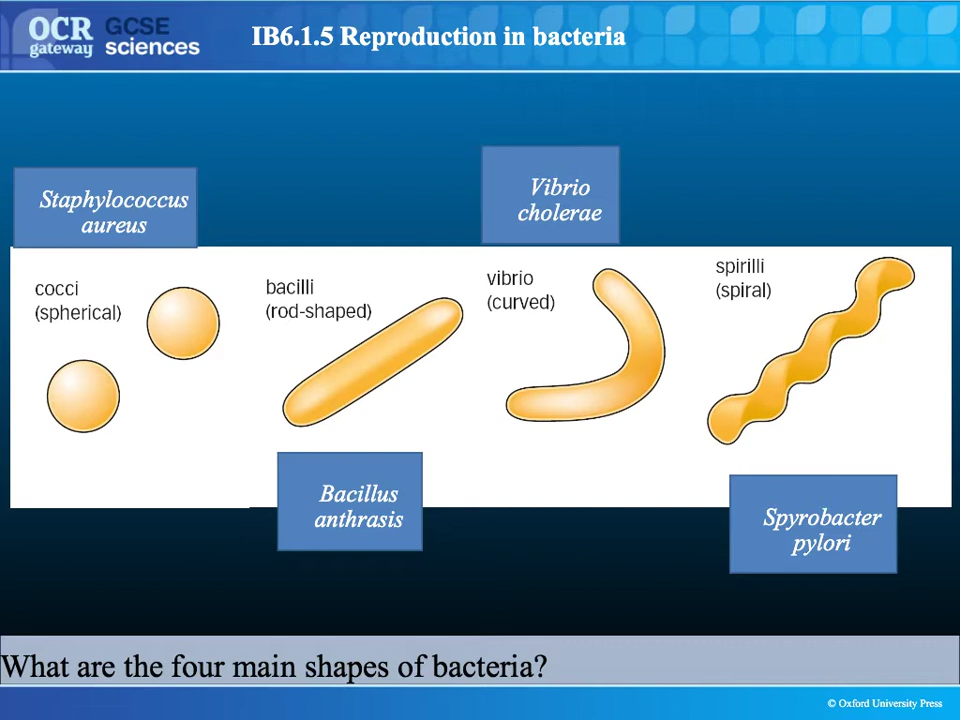 OCR
gateway
GCSE
sciences
IB6.1.5 Reproduction in bacteria
Staphylococcus
aureus
Vibrio
cholerae
cocci
(spherical)
bacilli
(rod-shaped)
vibrio
(curved)
spirilli
(spiral)
Bacillus
anthrasis
Spyrobacter
pylori
What are the four main shapes of bacteria?
© Oxford University Press